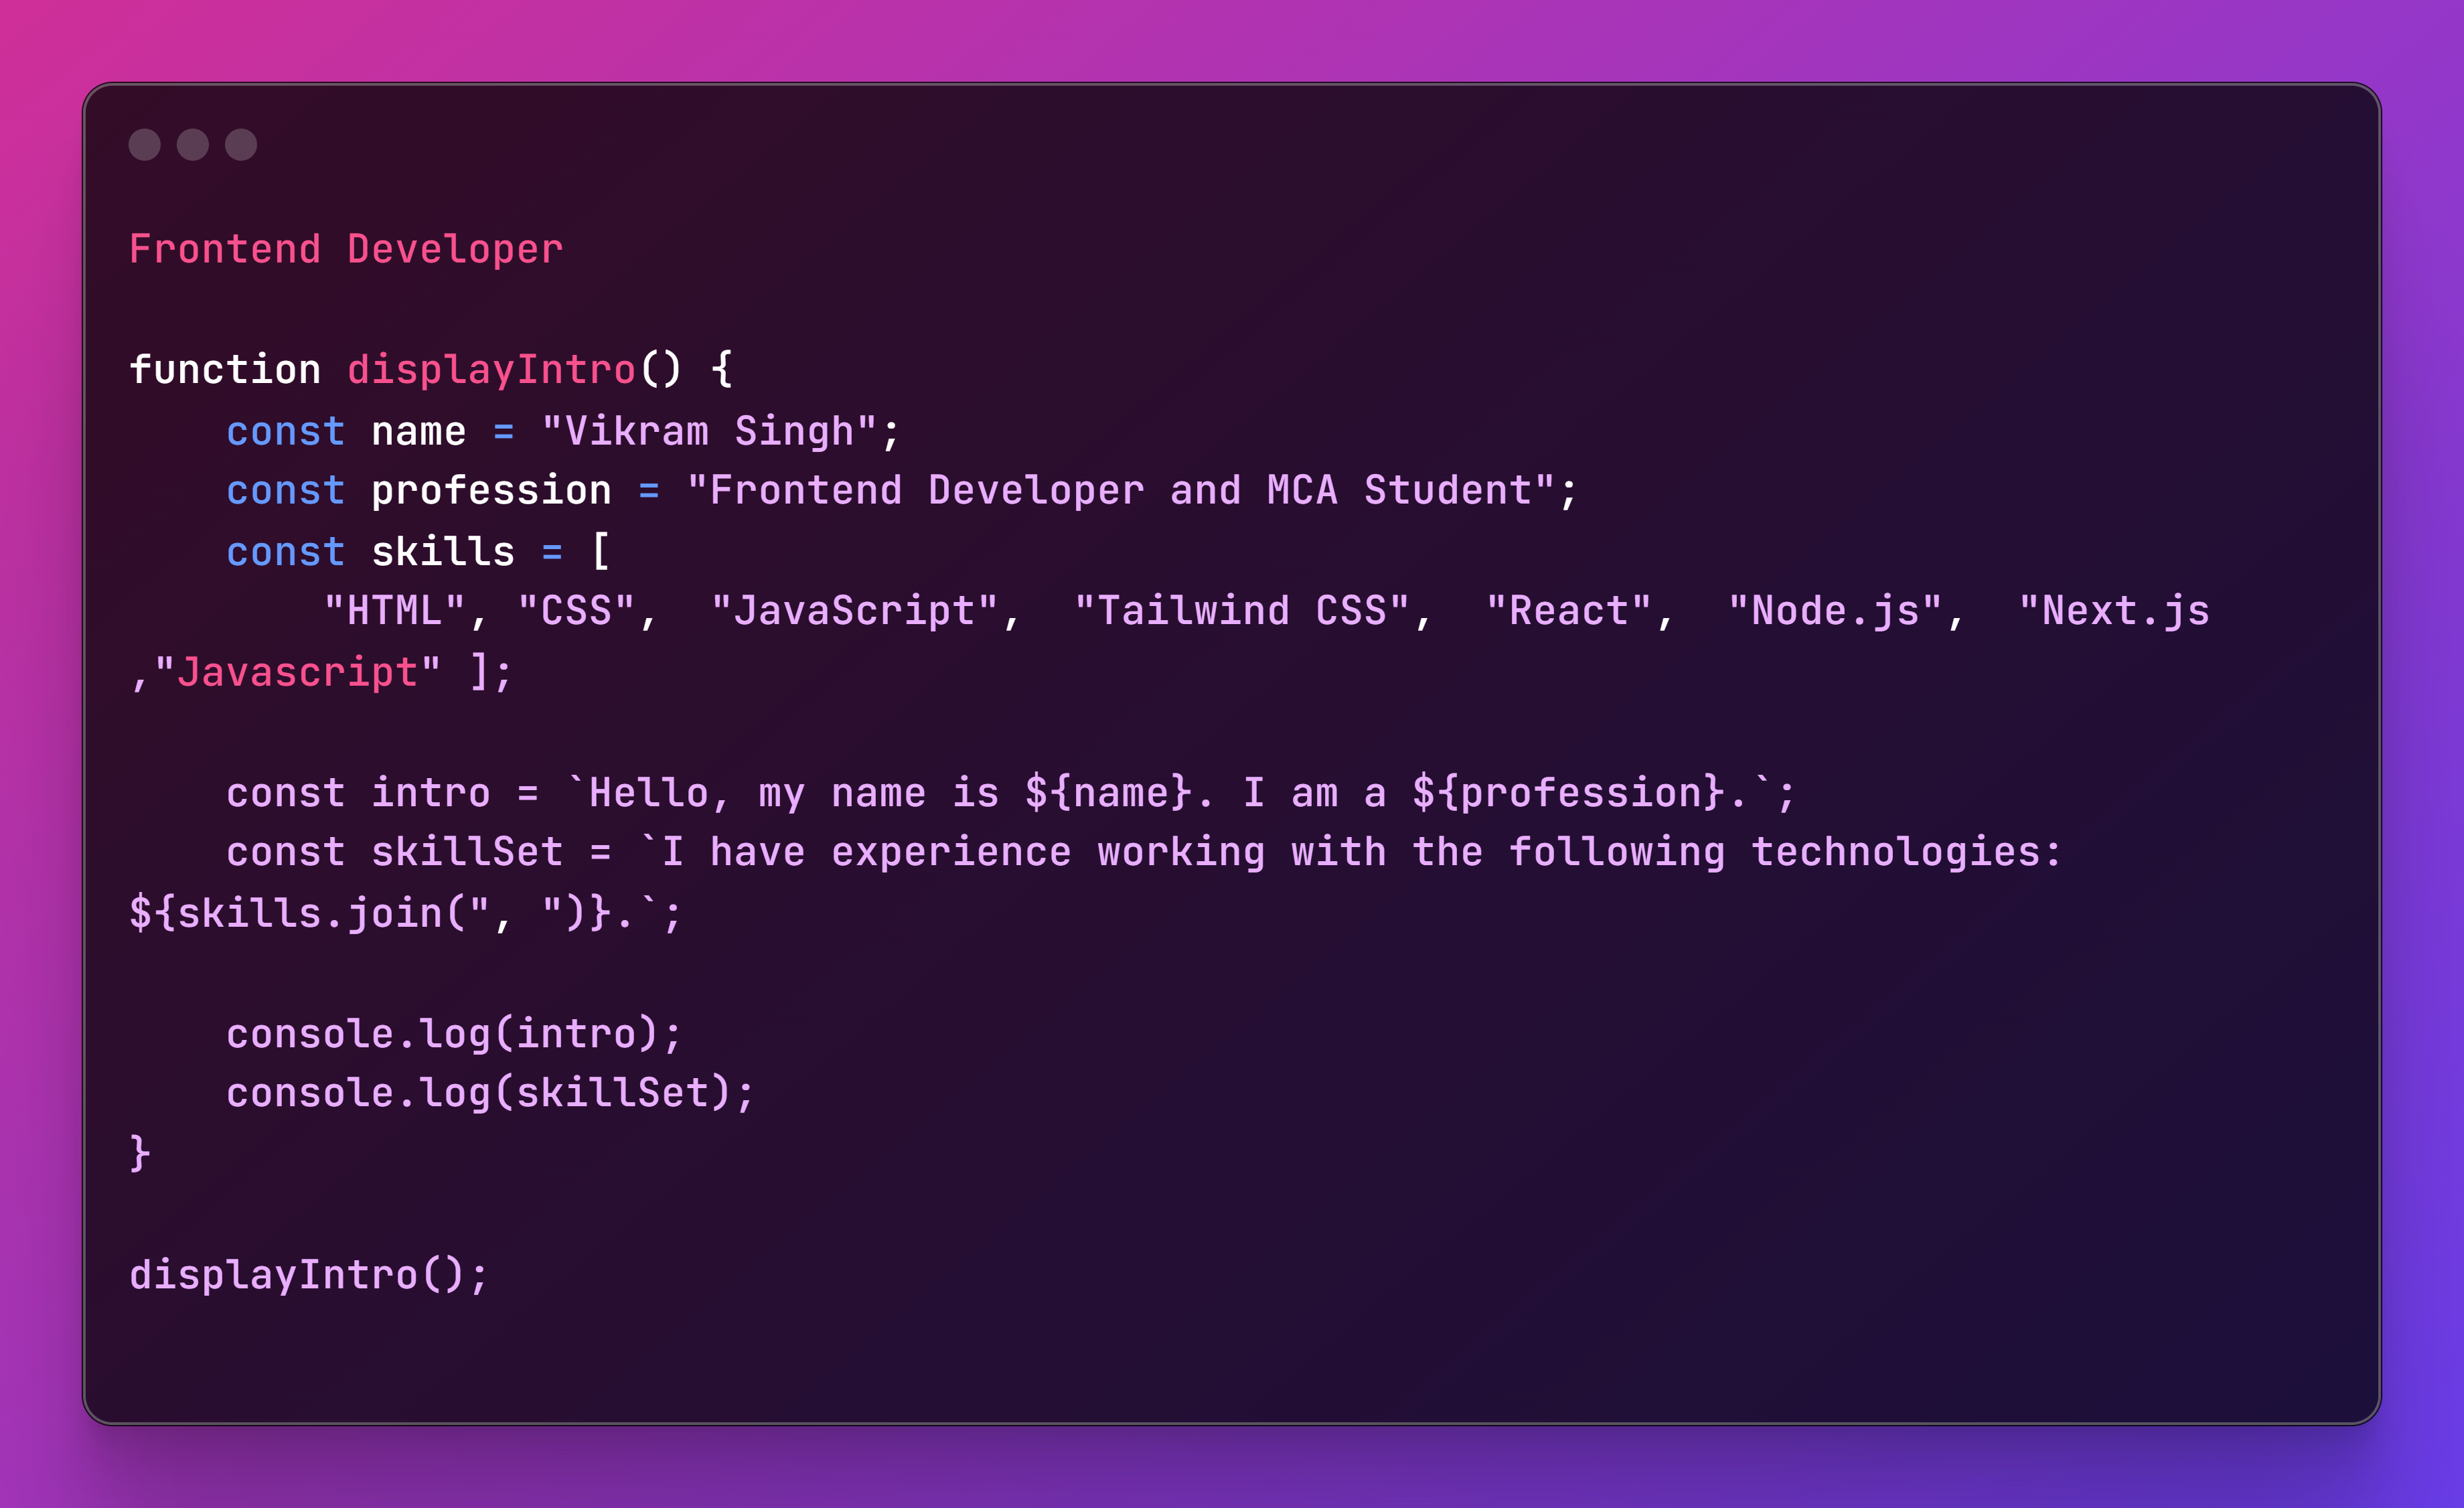 Frontend Developer

function displayIntro() {
    const name = "Vikram Singh";
    const profession = "Frontend Developer and MCA Student";
    const skills = [
        "HTML", "CSS",  "JavaScript",  "Tailwind CSS",  "React",  "Node.js",  "Next.js
,"Javascript" ];

    const intro = `Hello, my name is ${name}. I am a ${profession}.`;
    const skillSet = `I have experience working with the following technologies:
${skills.join(", ")}.`;

    console.log(intro);
    console.log(skillSet);
}

displayIntro();